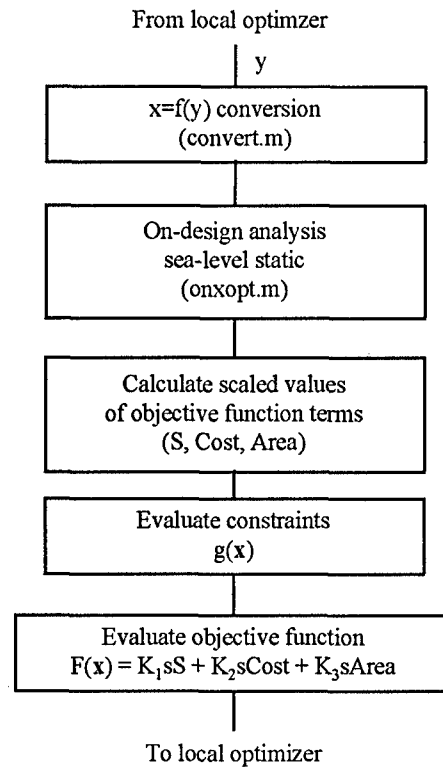 From local optimzer
y
x=f(y) conversion
(convert.m)
On-design analysis
sea-level static
(onxopt.m)
Calculate scaled values
of objective function terms
(S, Cost, Area)
Evaluate constraints
g(x)
Evaluate objective function
F(x) = K₁sS + K₂sCost + K₃sArea
To local optimizer